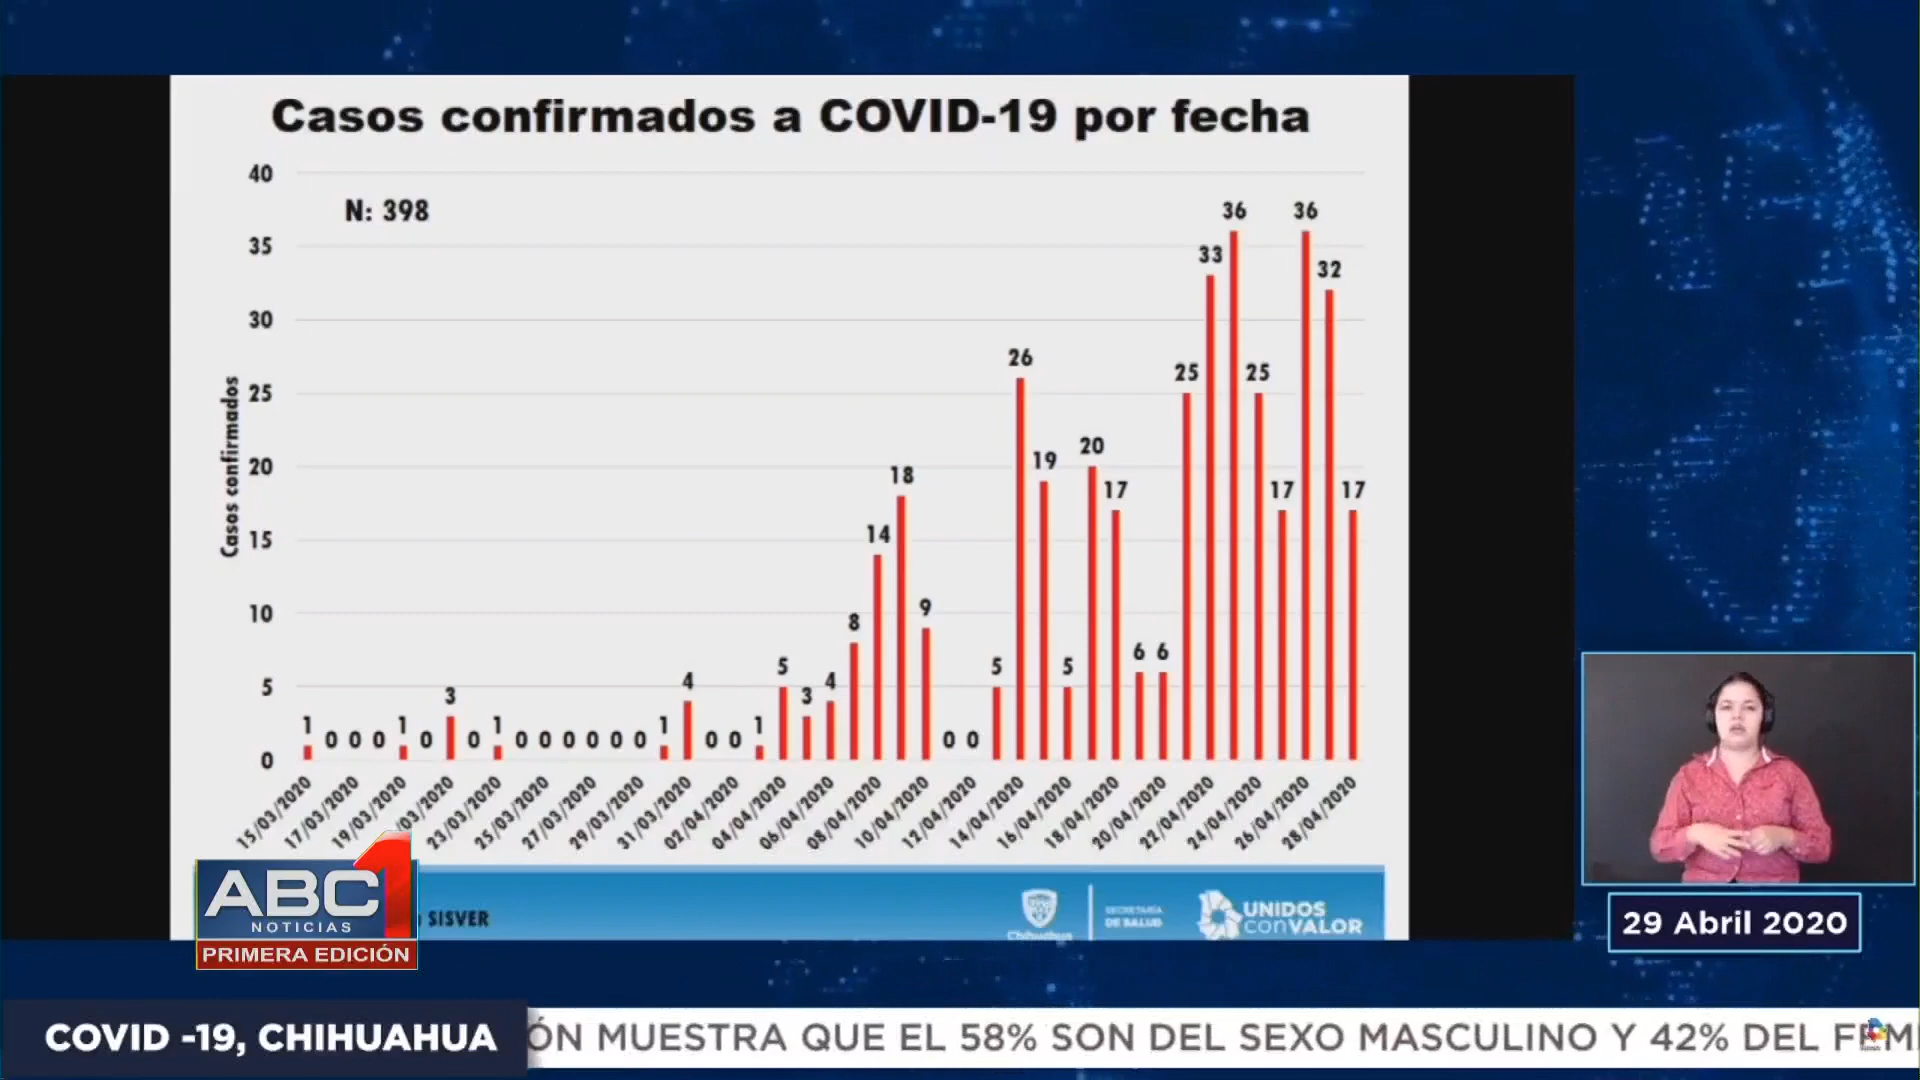 Casos confirmados a COVID-19 por fecha
N: 398
Casos confirmados
40
35
30
25
20
15
10
5
0
1 0 0 0 1 0 3 0 1 0 0 0 0 0 0 1 4 0 0 1 5 3 4 8 14 18 9 0 0 5 26 19 5 20 17 6 6 25 33 36 25 17 36 32 17
15/03/2020 17/03/2020 19/03/2020 /03/2020 23/03/2020 25/03/2020 27/03/2020 29/03/2020 31/03/2020 02/04/2020 04/04/2020 06/04/2020 08/04/2020 10/04/2020 12/04/2020 14/04/2020 16/04/2020 18/04/2020 20/04/2020 22/04/2020 24/04/2020 26/04/2020 28/04/2020
ABC 1
NOTICIAS
PRIMERA EDICIÓN
SISVER
Chihuahua
SECRETARÍA
DE SALUD
UNIDOS
conVALOR
29 Abril 2020
COVID -19, CHIHUAHUA
ÓN MUESTRA QUE EL 58% SON DEL SEXO MASCULINO Y 42% DEL FEM